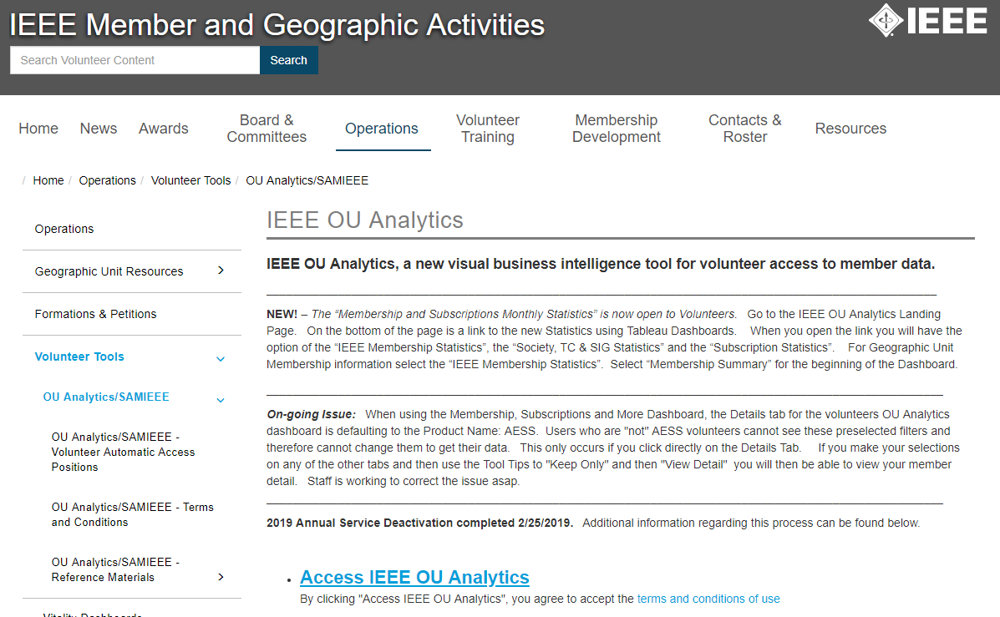 IEEE Member and Geographic Activities
IEEE
Search Volunteer Content
Search
Home
News
Awards
Board &
Committees
Operations
Volunteer
Training
Membership
Development
Contacts &
Roster
Resources
/ Home / Operations / Volunteer Tools / OU Analytics/SAMIEEE
Operations
Geographic Unit Resources
Formations & Petitions
Volunteer Tools
OU Analytics/SAMIEEE
OU Analytics/SAMIEEE -
Volunteer Automatic Access
Positions
OU Analytics/SAMIEEE - Terms
and Conditions
OU Analytics/SAMIEEE -
Reference Materials
Vitality Dashboards
IEEE OU Analytics
IEEE OU Analytics, a new visual business intelligence tool for volunteer access to member data.
NEW! – The “Membership and Subscriptions Monthly Statistics” is now open to Volunteers. Go to the IEEE OU Analytics Landing
Page. On the bottom of the page is a link to the new Statistics using Tableau Dashboards. When you open the link you will have the
option of the “IEEE Membership Statistics”, the “Society, TC & SIG Statistics” and the “Subscription Statistics”. For Geographic Unit
Membership information select the “IEEE Membership Statistics”. Select “Membership Summary” for the beginning of the Dashboard.
On-going Issue: When using the Membership, Subscriptions and More Dashboard, the Details tab for the volunteers OU Analytics
dashboard is defaulting to the Product Name: AESS. Users who are "not" AESS volunteers cannot see these preselected filters and
therefore cannot change them to get their data. This only occurs if you click directly on the Details Tab. If you make your selections
on any of the other tabs and then use the Tool Tips to "Keep Only" and then "View Detail" you will then be able to view your member
detail. Staff is working to correct the issue asap.
2019 Annual Service Deactivation completed 2/25/2019. Additional information regarding this process can be found below.
• Access IEEE OU Analytics
By clicking "Access IEEE OU Analytics", you agree to accept the terms and conditions of use